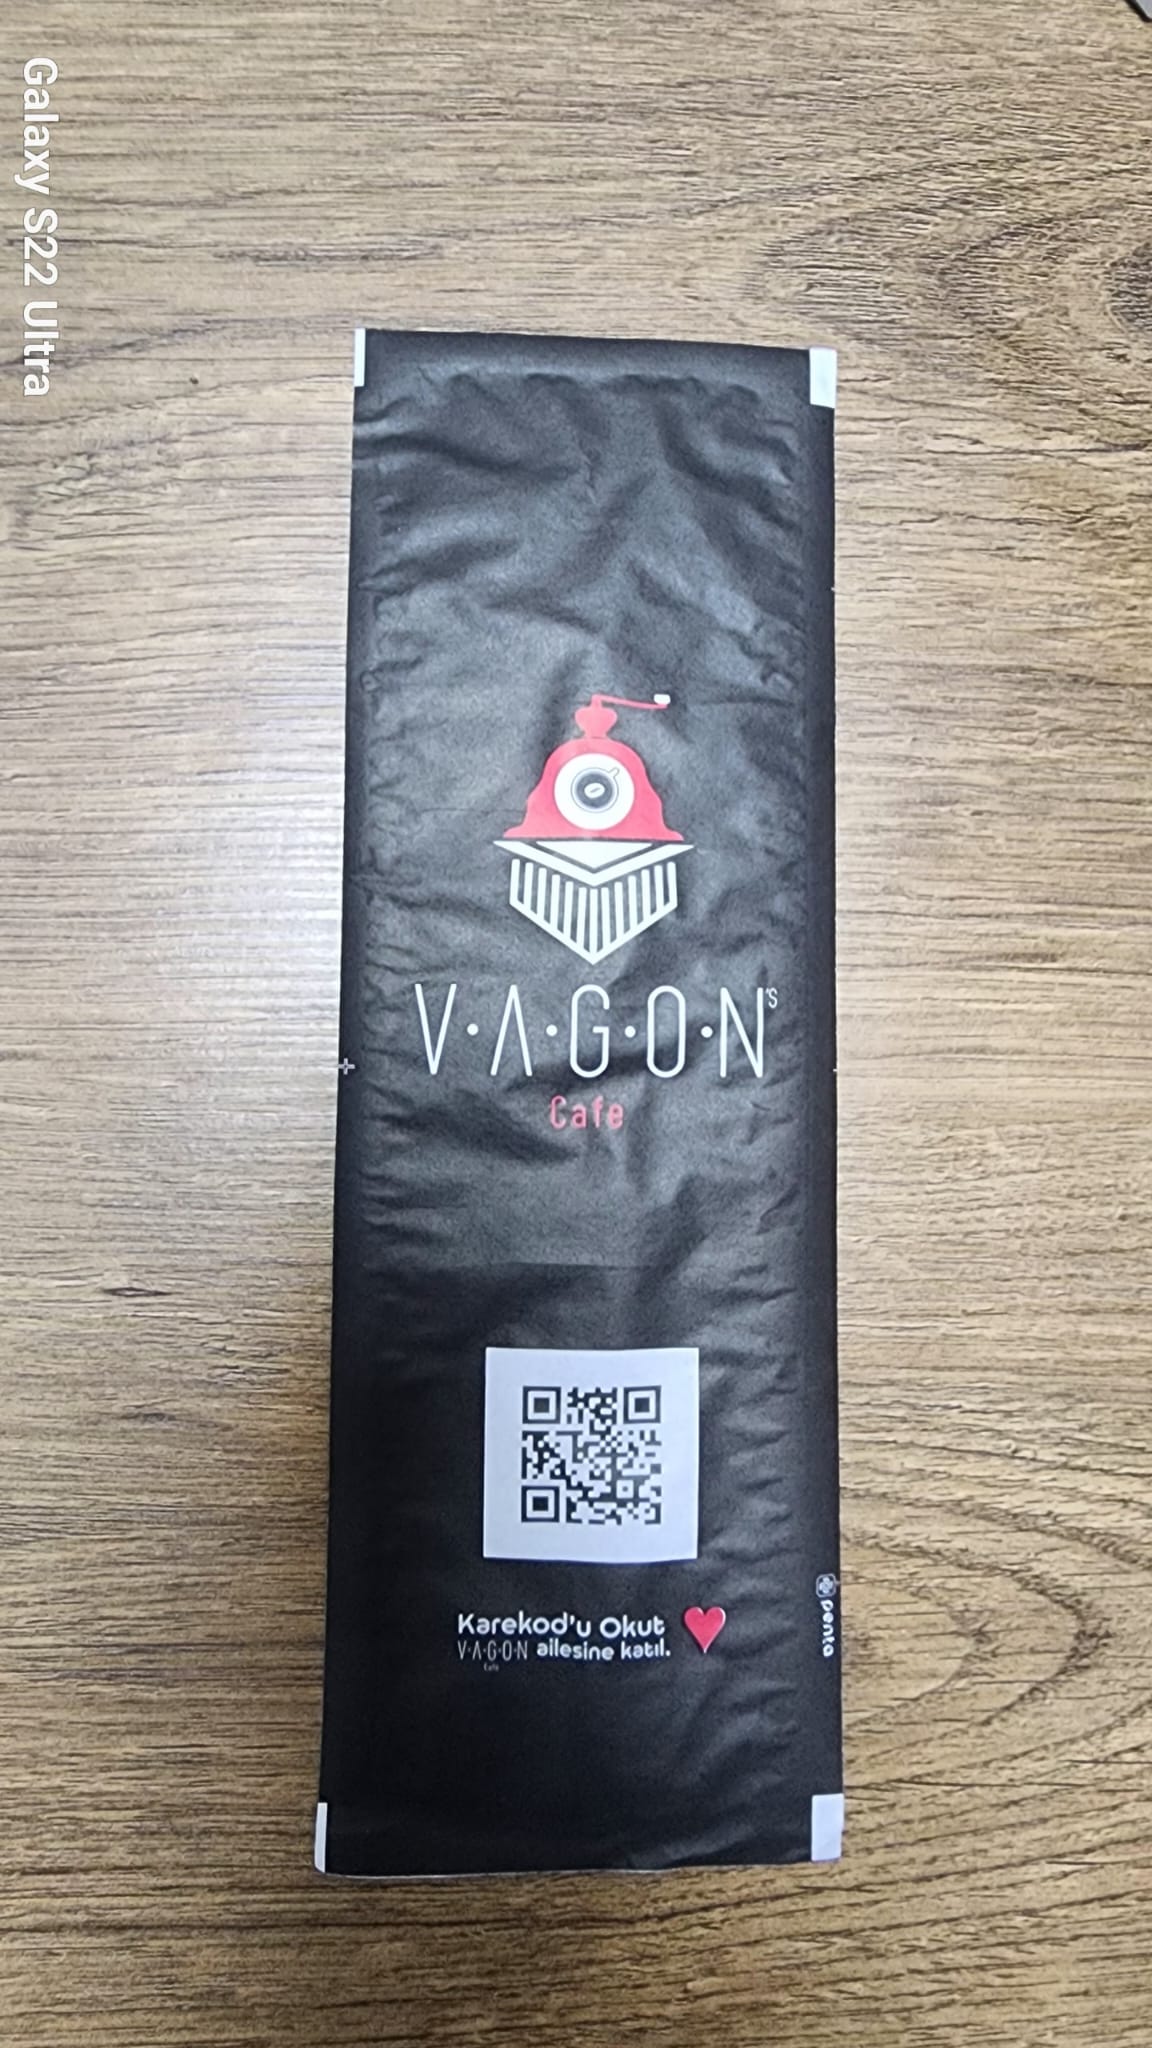 Galaxy S22 Ultra
V·A·G·O·N'S
Cafe
Karekod'u Okut
V·A·G·O·N ailesine katıl.
Cafe
penta